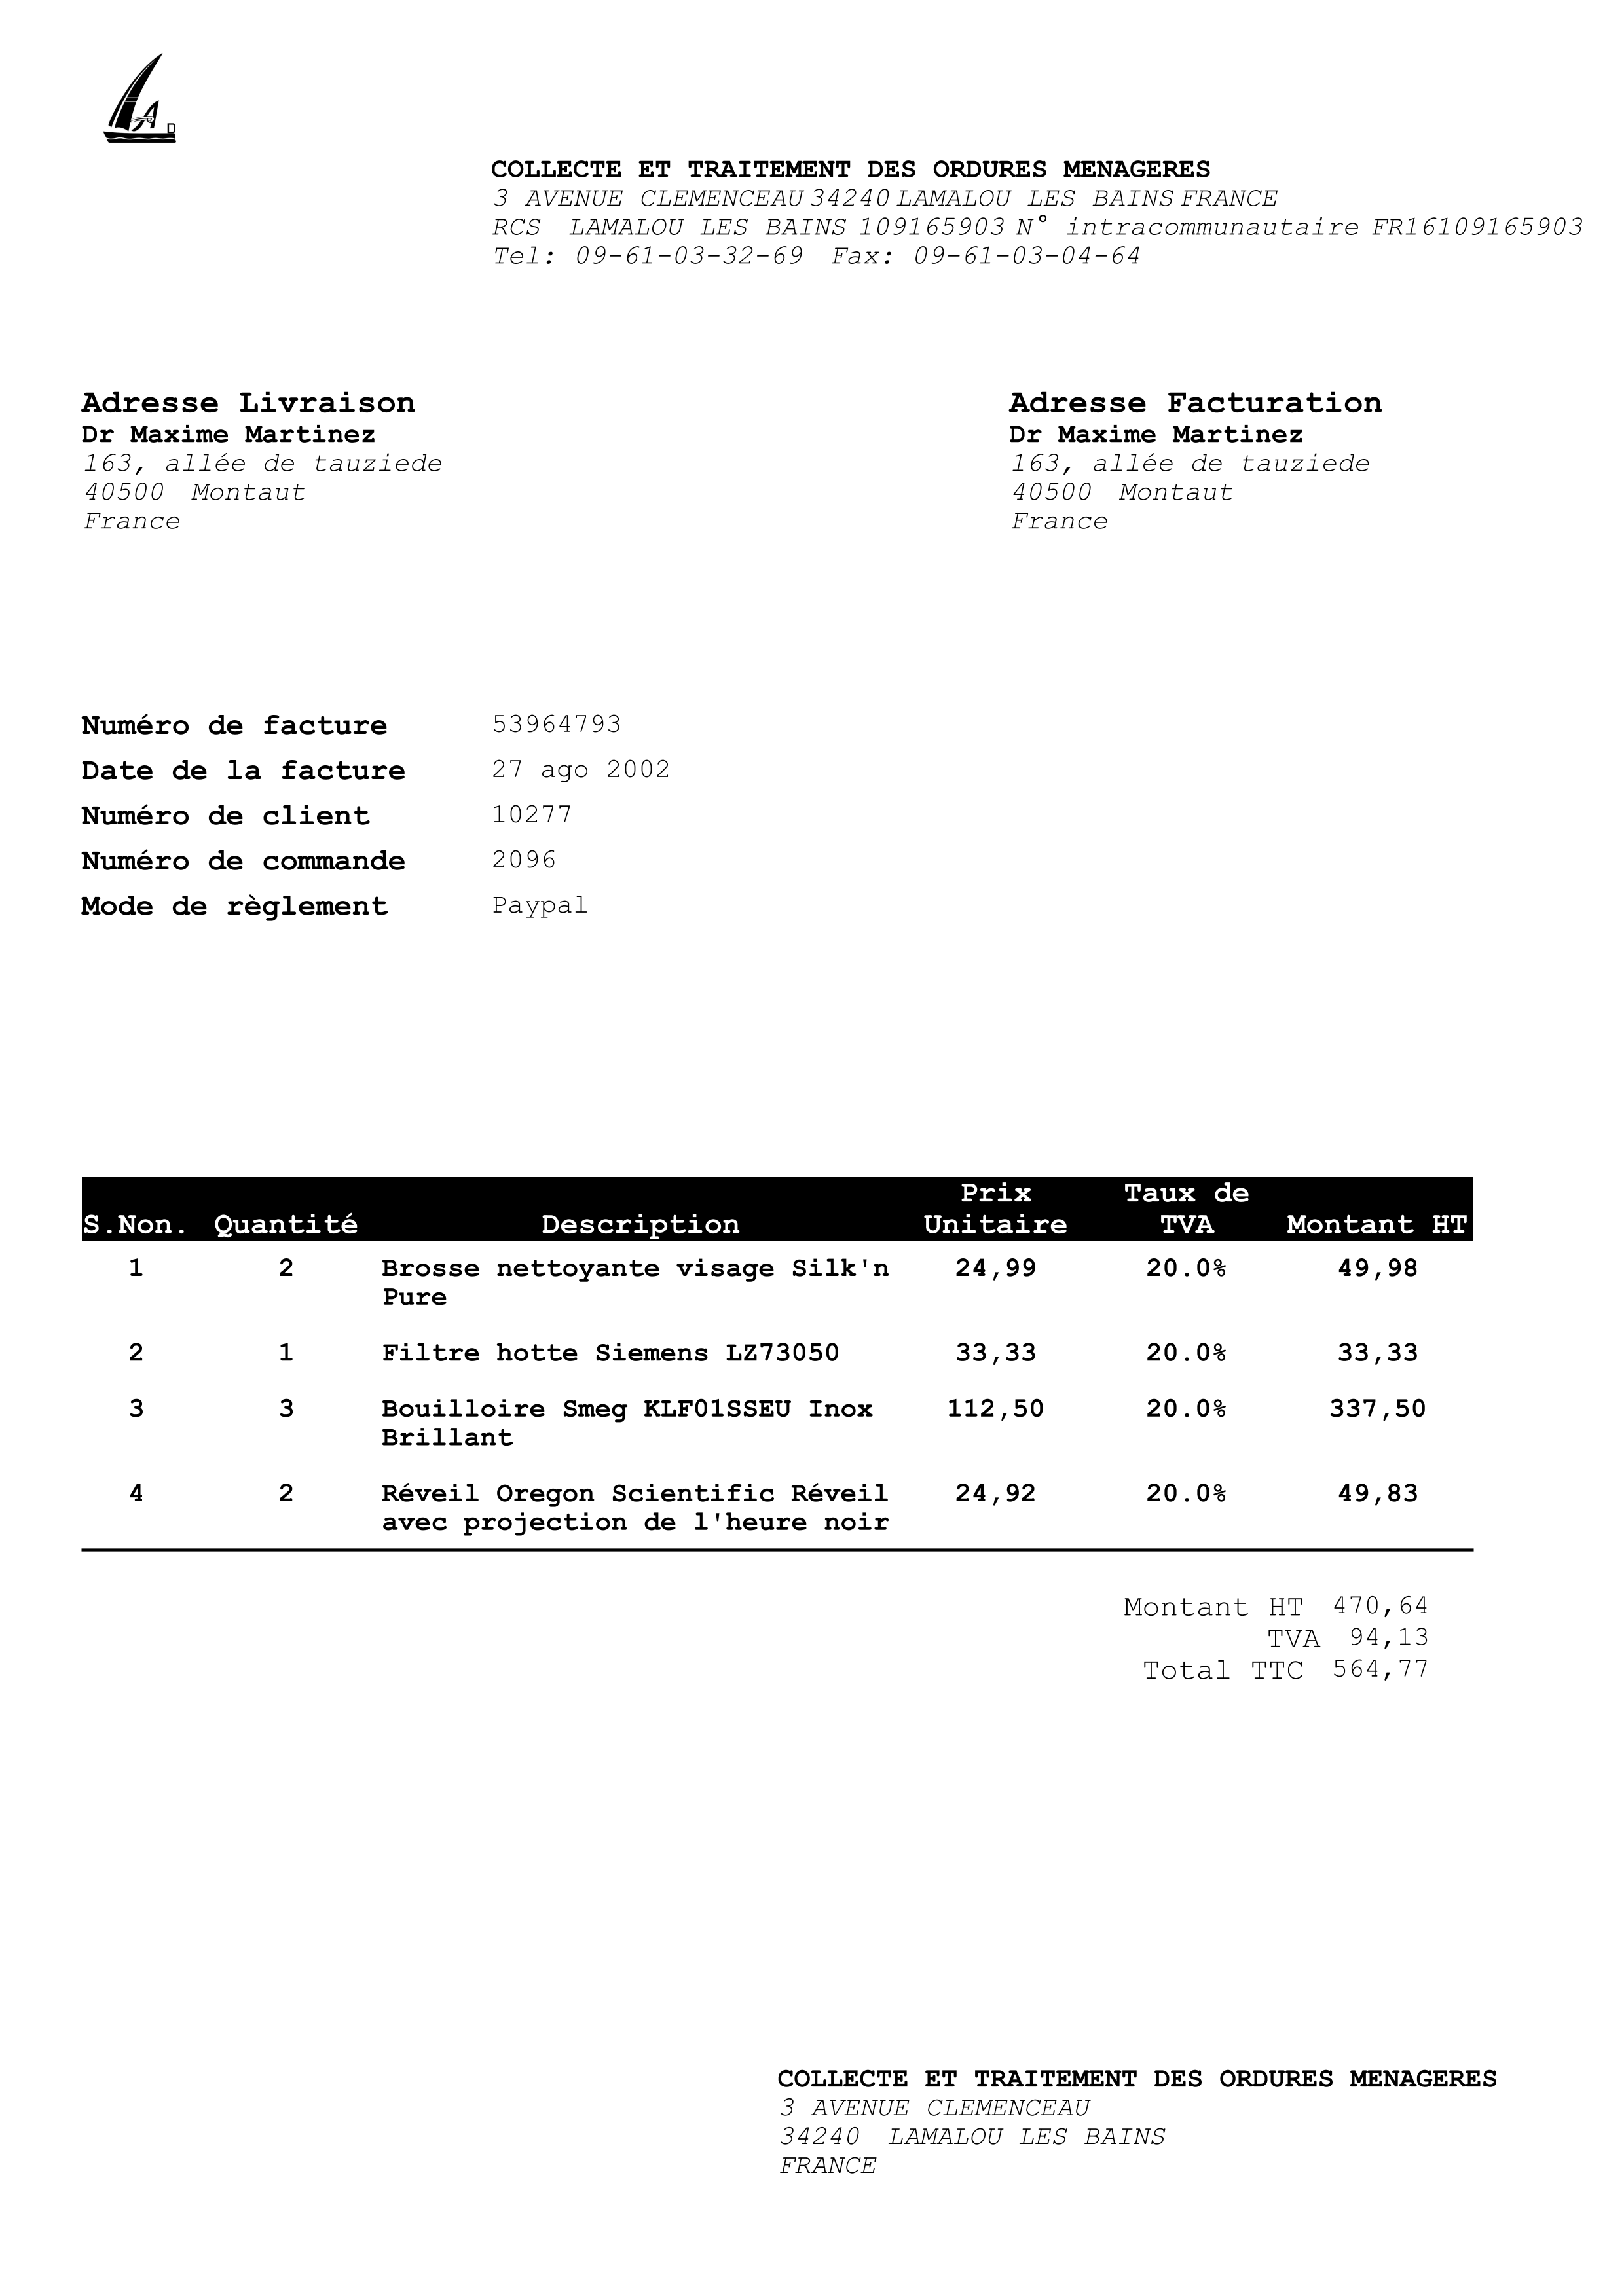 A
COLLECTE ET TRAITEMENT DES ORDURES MENAGERES
3 AVENUE CLEMENCEAU 34240 LAMALOU LES BAINS FRANCE
RCS LAMALOU LES BAINS 109165903 N° intracommunautaire FR16109165903
Tel: 09-61-03-32-69 Fax: 09-61-03-04-64
Adresse Livraison
Dr Maxime Martinez
163, allée de tauziede
40500 Montaut
France
Adresse Facturation
Dr Maxime Martinez
163, allée de tauziede
40500 Montaut
France
Numéro de facture 53964793
Date de la facture 27 ago 2002
Numéro de client 10277
Numéro de commande 2096
Mode de règlement Paypal
S.Non. Quantité Description Prix Unitaire Taux de TVA Montant HT
1 2 Brosse nettoyante visage Silk'n 24,99 20.0% 49,98
Pure
2 1 Filtre hotte Siemens LZ73050 33,33 20.0% 33,33
3 3 Bouilloire Smeg KLF01SSEU Inox 112,50 20.0% 337,50
Brillant
4 2 Réveil Oregon Scientific Réveil 24,92 20.0% 49,83
avec projection de l'heure noir
Montant HT 470,64
TVA 94,13
Total TTC 564,77
COLLECTE ET TRAITEMENT DES ORDURES MENAGERES
3 AVENUE CLEMENCEAU
34240 LAMALOU LES BAINS
FRANCE